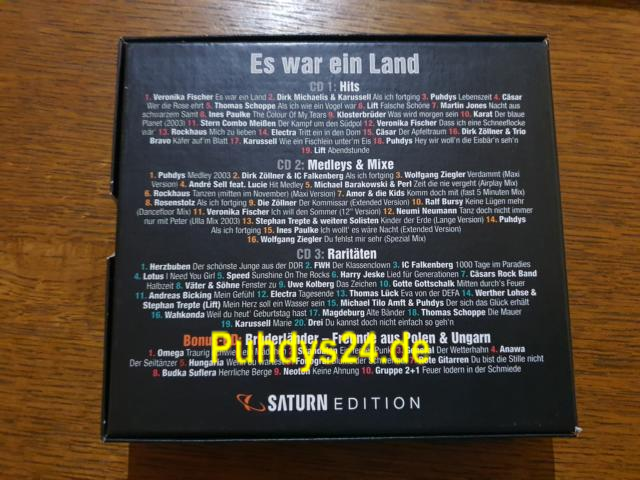 Es war ein Land
CD 1: Hits
1. Veronika Fischer Es war ein Land 2. Dirk Michaelis & Karussell Als ich fortging 3. Puhdys Lebenszeit 4. Cäsar
Wer die Rose ehrt 5. Thomas Schoppe Als ich wie ein Vogel war 6. Lift Falsche Schöne 7. Martin Jones Nacht aus
schwarzem Samt 8. Ines Paulke The Colour Of My Tears 9. Klosterbrüder Was wird morgen sein 10. Karat Der blaue
Planet (2003) 11. Stern Combo Meißen Der Kampf um den Südpol 12. Veronika Fischer Dass ich eine Schneeflocke
wär' 13. Rockhaus Mich zu lieben 14. Electra Tritt ein in den Dom 15. Cäsar Der Apfeltraum 16. Dirk Zöllner & Trio
Bravo Käfer auf'm Blatt 17. Karussell Wie ein Fischlein unter'm Eis 18. Puhdys Hey wir woll'n die Eisbär'n seh'n
19. Lift Abendstunde
CD 2: Medleys & Mixe
1. Puhdys Medley 2003 2. Dirk Zöllner & IC Falkenberg Als ich fortging 3. Wolfgang Ziegler Verdammt (Maxi
Version) 4. André Sell feat. Lucie Hit Medley 5. Michael Barakowski & Perl Zeit die nie vergeht (Airplay Mix)
6. Rockhaus Tanzen (mitten im November) (Maxi Version) 7. Amor & die Kids Komm doch mit (fast 5 Minuten Mix)
8. Rosenstolz Als ich fortging 9. Die Zöllner Der Kommissar (Extended Version) 10. Ralf Bursy Keine Lügen mehr
(Dancefloor Mix) 11. Veronika Fischer Ich will den Sommer (12" Version) 12. Neumi Neumann Tanz doch nicht immer
nur mit Peter (Ulla Mix 2003) 13. Stephan Trepte & weitere Solisten Kinder der Erde (Lange Version) 14. Puhdys
Als ich fortging 15. Ines Paulke Ich wollt' es wäre Nacht (Extended Version)
16. Wolfgang Ziegler Du fehlst mir sehr (Spezial Mix)
CD 3: Raritäten
1. Herzbuben Der schönste Junge aus der DDR 2. FWH Der Klassenclown 3. IC Falkenberg 1000 Tage im Paradies
4. Lotus I Need You Girl 5. Speed Sunshine On The Rocks 6. Harry Jeske Lied für Generationen 7. Cäsars Rock Band
Halbzeit 8. Väter & Söhne Fenster zu 9. Uwe Kolberg Das Zeichen 10. Gotte Gottschalk Mitten durch's Feuer
11. Andreas Bicking Mein Gefühl 12. Electra Tagesende 13. Thomas Lück Eva von der DEFA 14. Werther Lohse &
Stephan Trepte (Lift) Mein Herz soll ein Wasser sein 15. Michael Tilo Amft & Puhdys Der sich das Glück erhält
16. Wahkonda Weil du heut' Geburtstag hast 17. Magdeburg Alte Bänder 18. Thomas Schoppe Die Mauer
19. Karussell Marie 20. Drei Du kannst doch nicht einfach so geh'n
Bonus Brüderländer – Freunde aus Polen & Ungarn
Puhdys24.de
1. Omega Traurig 3. Der Wetterhahn 4. Anawa
Der Seiltänzer 5. Hungaria Rote Gitarren Du bist die Stille nicht
8. Budka Suflera Herrliche Berge 9. Neoton Keine Ahnung 10. Gruppe 2+1 Feuer lodern in der Schmiede
SATURN EDITION